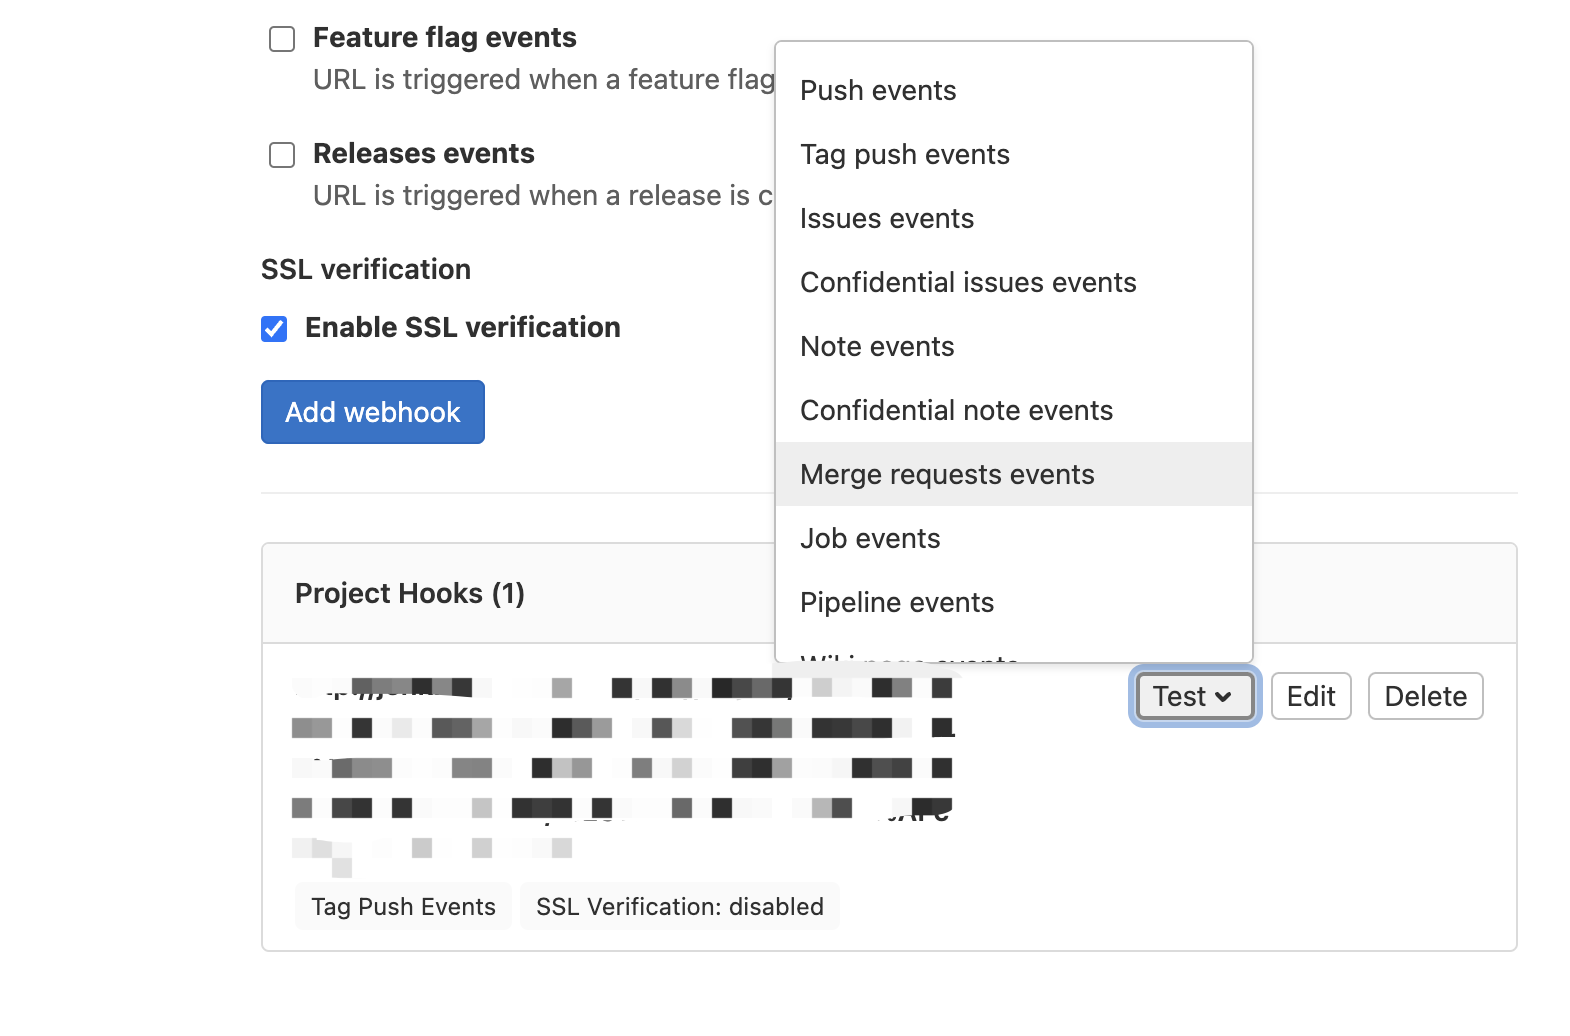 Feature flag events
URL is triggered when a feature flag
Releases events
URL is triggered when a release is c
SSL verification
Enable SSL verification
Add webhook
Push events
Tag push events
Issues events
Confidential issues events
Note events
Confidential note events
Merge requests events
Job events
Pipeline events
Wiki page events
Project Hooks (1)
Test
Edit
Delete
Tag Push Events
SSL Verification: disabled